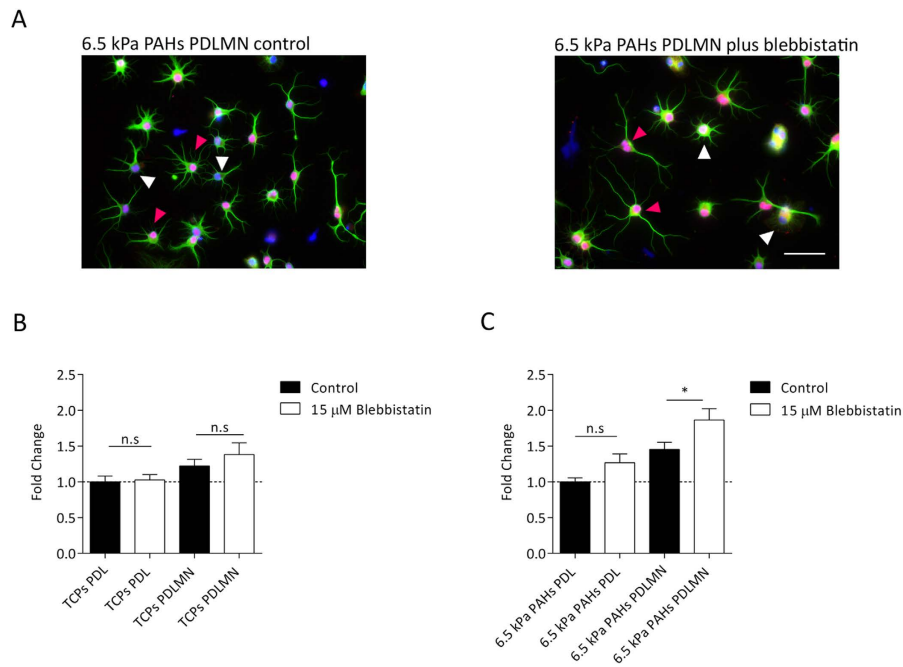 A
6.5 kPa PAHs PDLMN control
6.5 kPa PAHs PDLMN plus blebbistatin
B
2.5
2.0
1.5
1.0
0.5
0.0
Fold Change
n.s
n.s
Control
15 μM Blebbistatin
TCPs PDL
TCPs PDL
TCPs PDLMN
TCPs PDLMN
C
2.5
2.0
1.5
1.0
0.5
0.0
Fold Change
n.s
*
Control
15 μM Blebbistatin
6.5 kPa PAHs PDL
6.5 kPa PAHs PDL
6.5 kPa PAHs PDLMN
6.5 kPa PAHs PDLMN